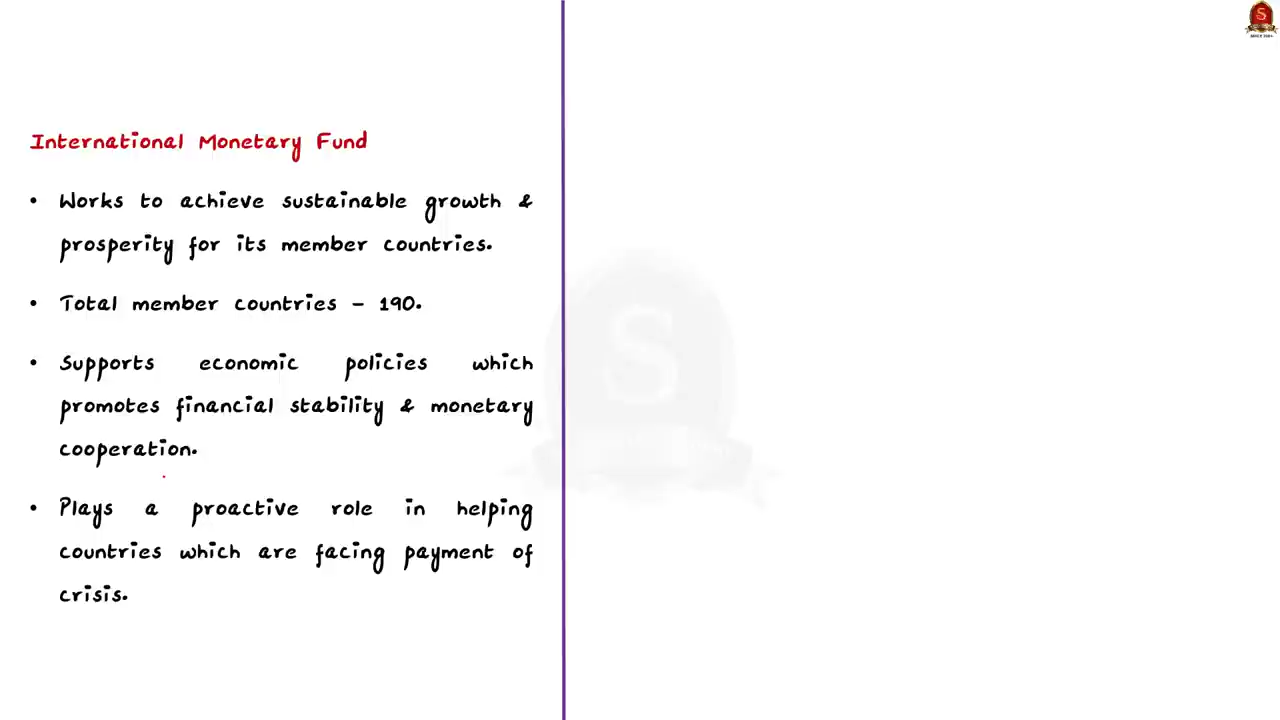 International Monetary Fund
• Works to achieve sustainable growth &
prosperity for its member countries.
• Total member countries – 190.
• Supports economic policies which
promotes financial stability & monetary
cooperation.
• Plays a proactive role in helping
countries which are facing payment of
crisis.
S
S